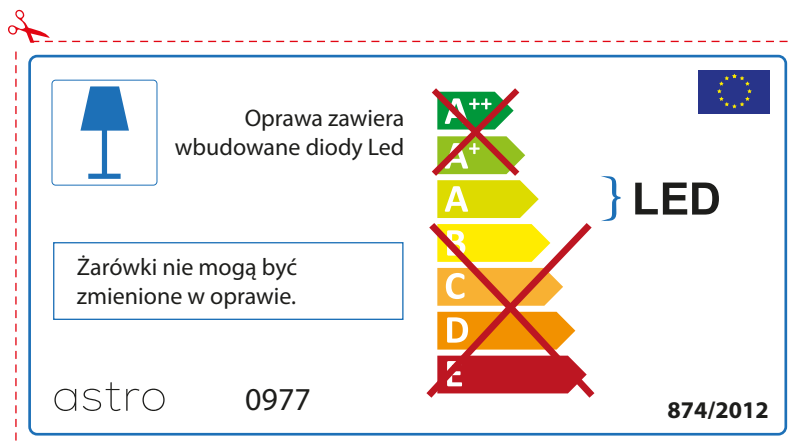 Oprawa zawiera
wbudowane diody Led
A++
A+
A
LED
B
Żarówki nie mogą być
zmienione w oprawie.
C
D
E
astro
0977
874/2012